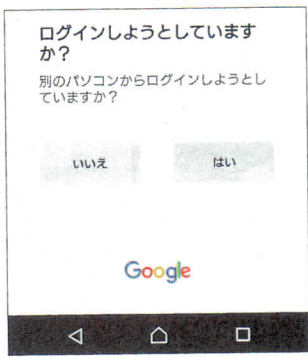 ログインしようとしています
か？
別のパソコンからログインしようとし
ていますか？
いいえ
はい
Google